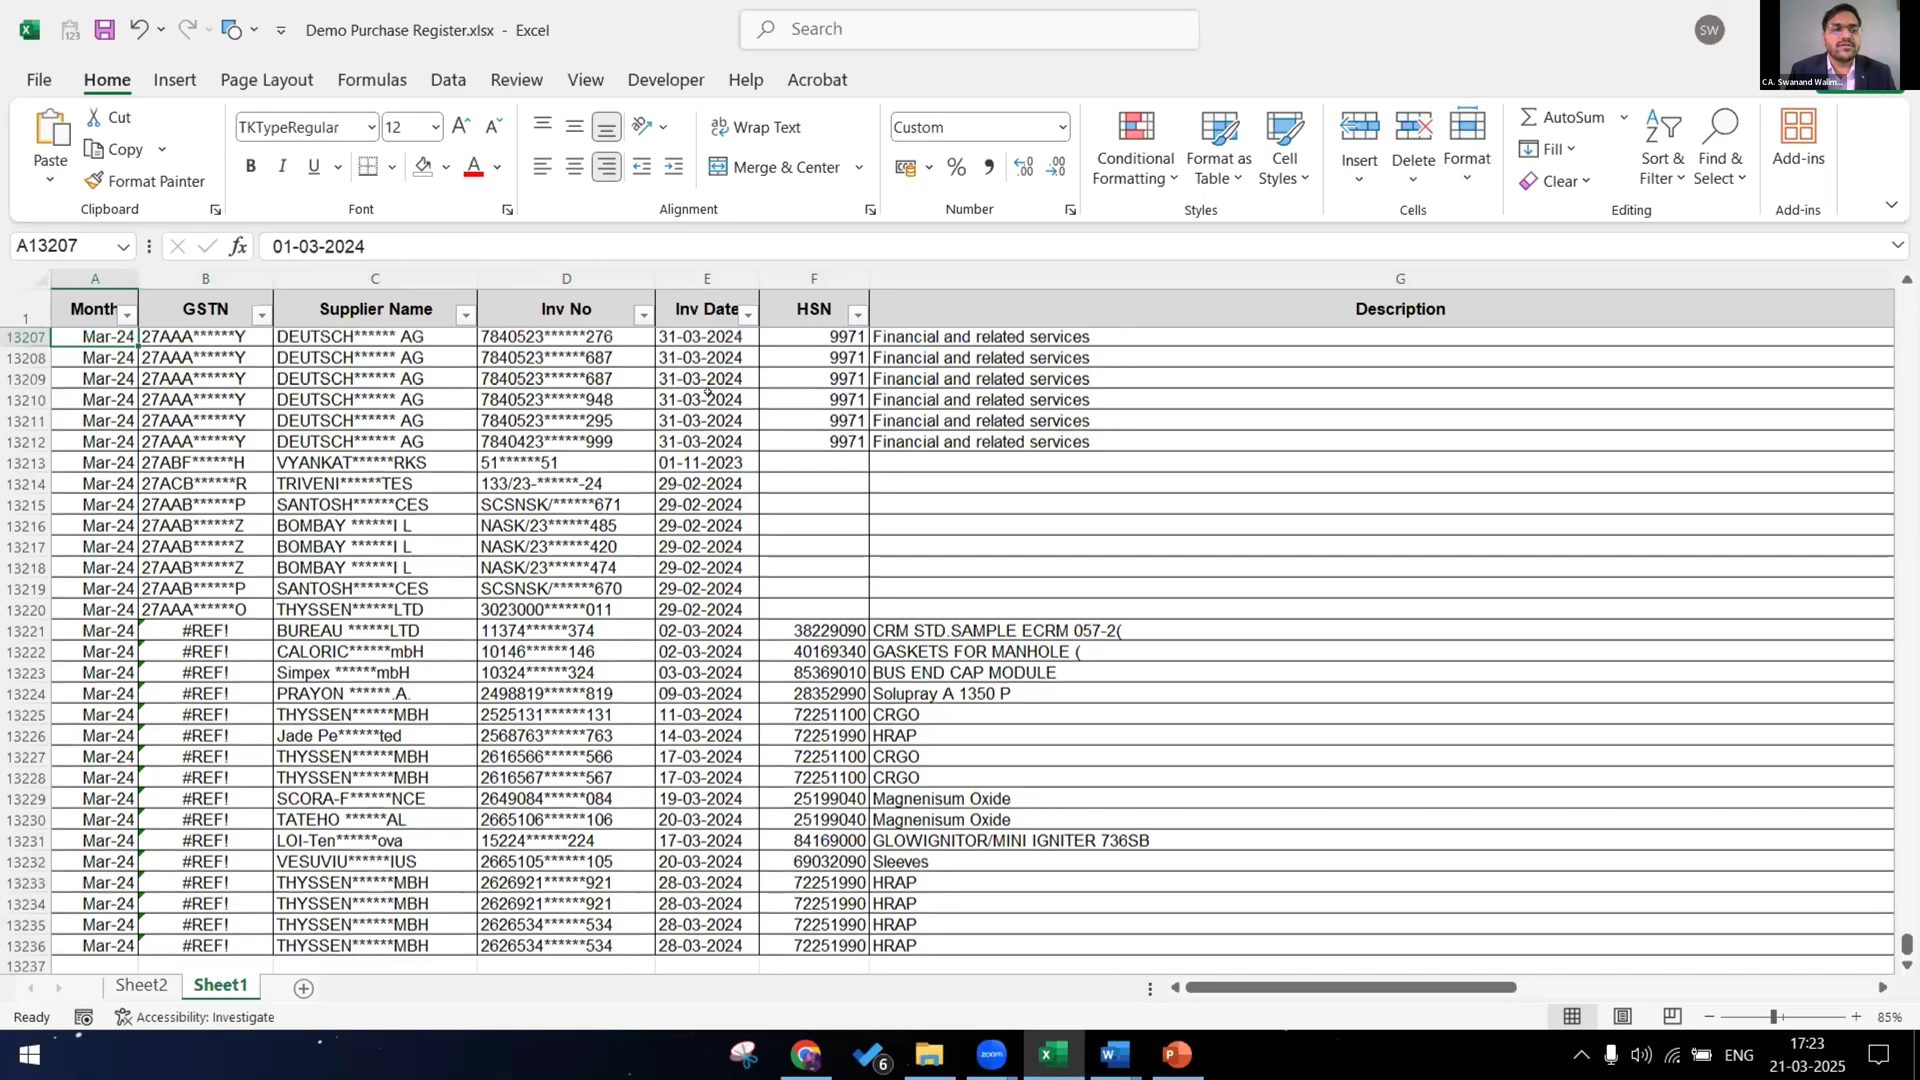 Demo Purchase Register.xlsx - Excel
Search
SW
CA. Swanand Walim...
File Home Insert Page Layout Formulas Data Review View Developer Help Acrobat
Paste
Cut
Copy
Format Painter
Clipboard
TKTypeRegular 12
B I U
Font
Wrap Text
Merge & Center
Alignment
Custom
Number
Conditional Formatting
Format as Table
Cell Styles
Styles
Insert
Delete
Format
Cells
AutoSum
Fill
Clear
Sort & Filter
Find & Select
Editing
Add-ins
Add-ins
A13207 fx 01-03-2024
A B C D E F G
1 Month GSTN Supplier Name Inv No Inv Date HSN Description
13207 Mar-24 27AAA******Y DEUTSCH****** AG 7840523******276 31-03-2024 9971 Financial and related services
13208 Mar-24 27AAA******Y DEUTSCH****** AG 7840523******687 31-03-2024 9971 Financial and related services
13209 Mar-24 27AAA******Y DEUTSCH****** AG 7840523******687 31-03-2024 9971 Financial and related services
13210 Mar-24 27AAA******Y DEUTSCH****** AG 7840523******948 31-03-2024 9971 Financial and related services
13211 Mar-24 27AAA******Y DEUTSCH****** AG 7840523******295 31-03-2024 9971 Financial and related services
13212 Mar-24 27AAA******Y DEUTSCH****** AG 7840423******999 31-03-2024 9971 Financial and related services
13213 Mar-24 27ABF******H VYANKAT******RKS 51******51 01-11-2023
13214 Mar-24 27ACB******R TRIVENI******TES 133/23-******-24 29-02-2024
13215 Mar-24 27AAB******P SANTOSH******CES SCSNSK/******671 29-02-2024
13216 Mar-24 27AAB******Z BOMBAY ******I L NASK/23******485 29-02-2024
13217 Mar-24 27AAB******Z BOMBAY ******I L NASK/23******420 29-02-2024
13218 Mar-24 27AAB******Z BOMBAY ******I L NASK/23******474 29-02-2024
13219 Mar-24 27AAB******P SANTOSH******CES SCSNSK/******670 29-02-2024
13220 Mar-24 27AAA******O THYSSEN******LTD 3023000******011 29-02-2024
13221 Mar-24 #REF! BUREAU ******LTD 11374******374 02-03-2024 38229090 CRM STD.SAMPLE ECRM 057-2(
13222 Mar-24 #REF! CALORIC******mbH 10146******146 02-03-2024 40169340 GASKETS FOR MANHOLE (
13223 Mar-24 #REF! Simpex ******mbH 10324******324 03-03-2024 85369010 BUS END CAP MODULE
13224 Mar-24 #REF! PRAYON ******.A. 2498819******819 09-03-2024 28352990 Solupray A 1350 P
13225 Mar-24 #REF! THYSSEN******MBH 2525131******131 11-03-2024 72251100 CRGO
13226 Mar-24 #REF! Jade Pe******ted 2568763******763 14-03-2024 72251990 HRAP
13227 Mar-24 #REF! THYSSEN******MBH 2616566******566 17-03-2024 72251100 CRGO
13228 Mar-24 #REF! THYSSEN******MBH 2616567******567 17-03-2024 72251100 CRGO
13229 Mar-24 #REF! SCORA-F******NCE 2649084******084 19-03-2024 25199040 Magnenisum Oxide
13230 Mar-24 #REF! TATEHO ******AL 2665106******106 20-03-2024 25199040 Magnenisum Oxide
13231 Mar-24 #REF! LOI-Ten******ova 15224******224 17-03-2024 84169000 GLOWIGNITOR/MINI IGNITER 736SB
13232 Mar-24 #REF! VESUVIU******IUS 2665105******105 20-03-2024 69032090 Sleeves
13233 Mar-24 #REF! THYSSEN******MBH 2626921******921 28-03-2024 72251990 HRAP
13234 Mar-24 #REF! THYSSEN******MBH 2626921******921 28-03-2024 72251990 HRAP
13235 Mar-24 #REF! THYSSEN******MBH 2626534******534 28-03-2024 72251990 HRAP
13236 Mar-24 #REF! THYSSEN******MBH 2626534******534 28-03-2024 72251990 HRAP
13237
Sheet2 Sheet1
Ready Accessibility: Investigate 85%
6 zoom ENG 17:23
21-03-2025